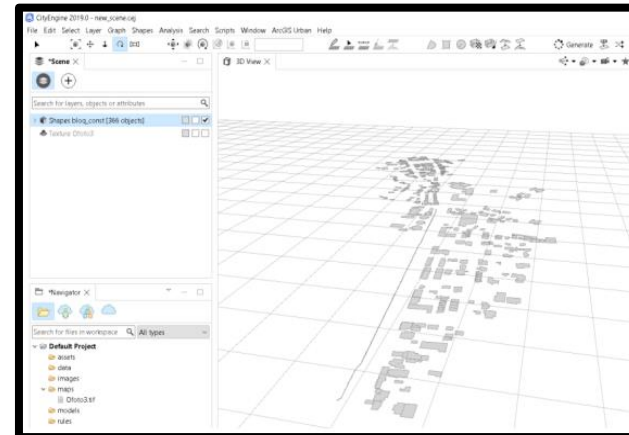 CityEngine 2019.0 - new_scene.cej
File Edit Select Layer Graph Shapes Analysis Search Scripts Window ArcGIS Urban Help
Generate
*Scene
3D View
Search for layers, objects or attributes
Shapes bloq_const [366 objects]
Texture Ofoto3
*Navigator
Search for files in workspace
All types
Default Project
assets
data
images
maps
Ofoto3.tif
models
rules